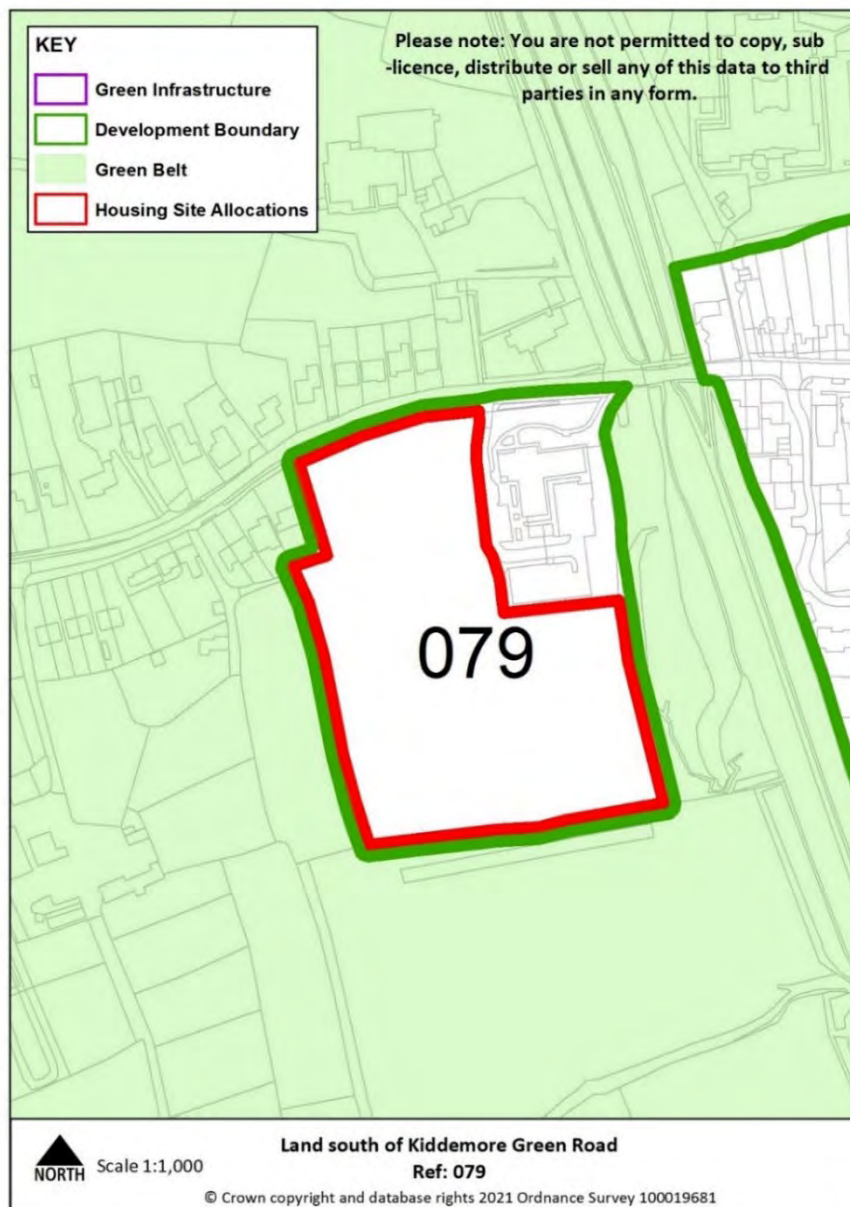 KEY
Green Infrastructure
Development Boundary
Green Belt
Housing Site Allocations
Please note: You are not permitted to copy, sub
-licence, distribute or sell any of this data to third
parties in any form.
079
NORTH
Scale 1:1,000
Land south of Kiddemore Green Road
Ref: 079
© Crown copyright and database rights 2021 Ordnance Survey 100019681